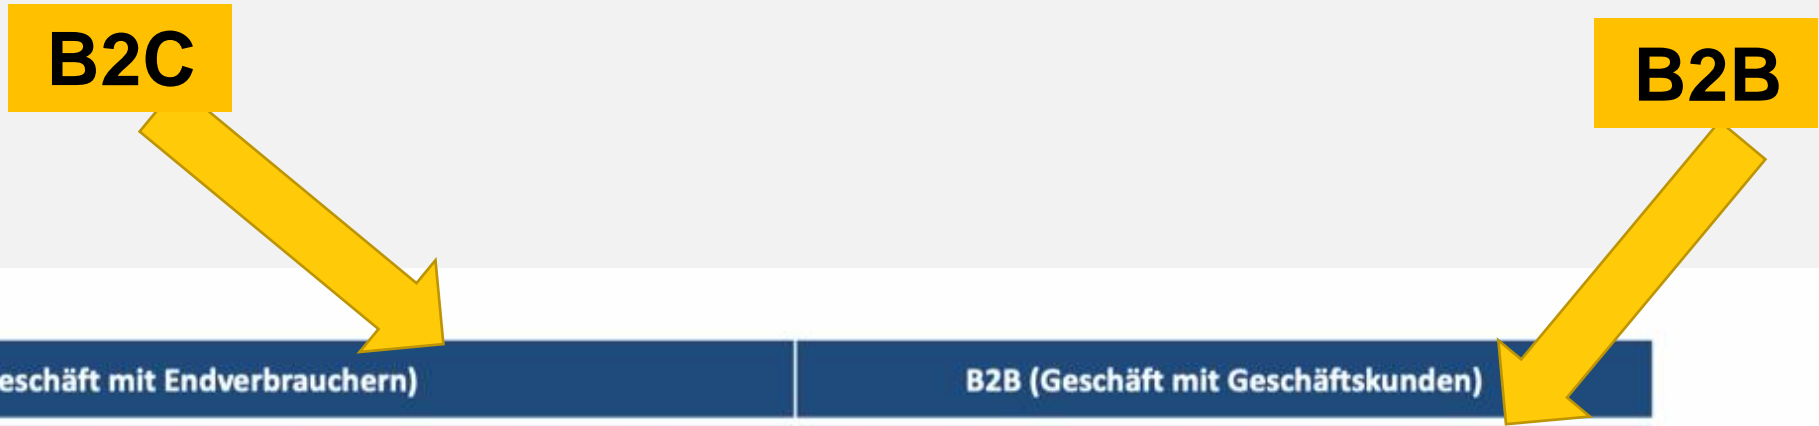 B2C
B2B
eschäft mit Endverbrauchern)
B2B (Geschäft mit Geschäftskunden)